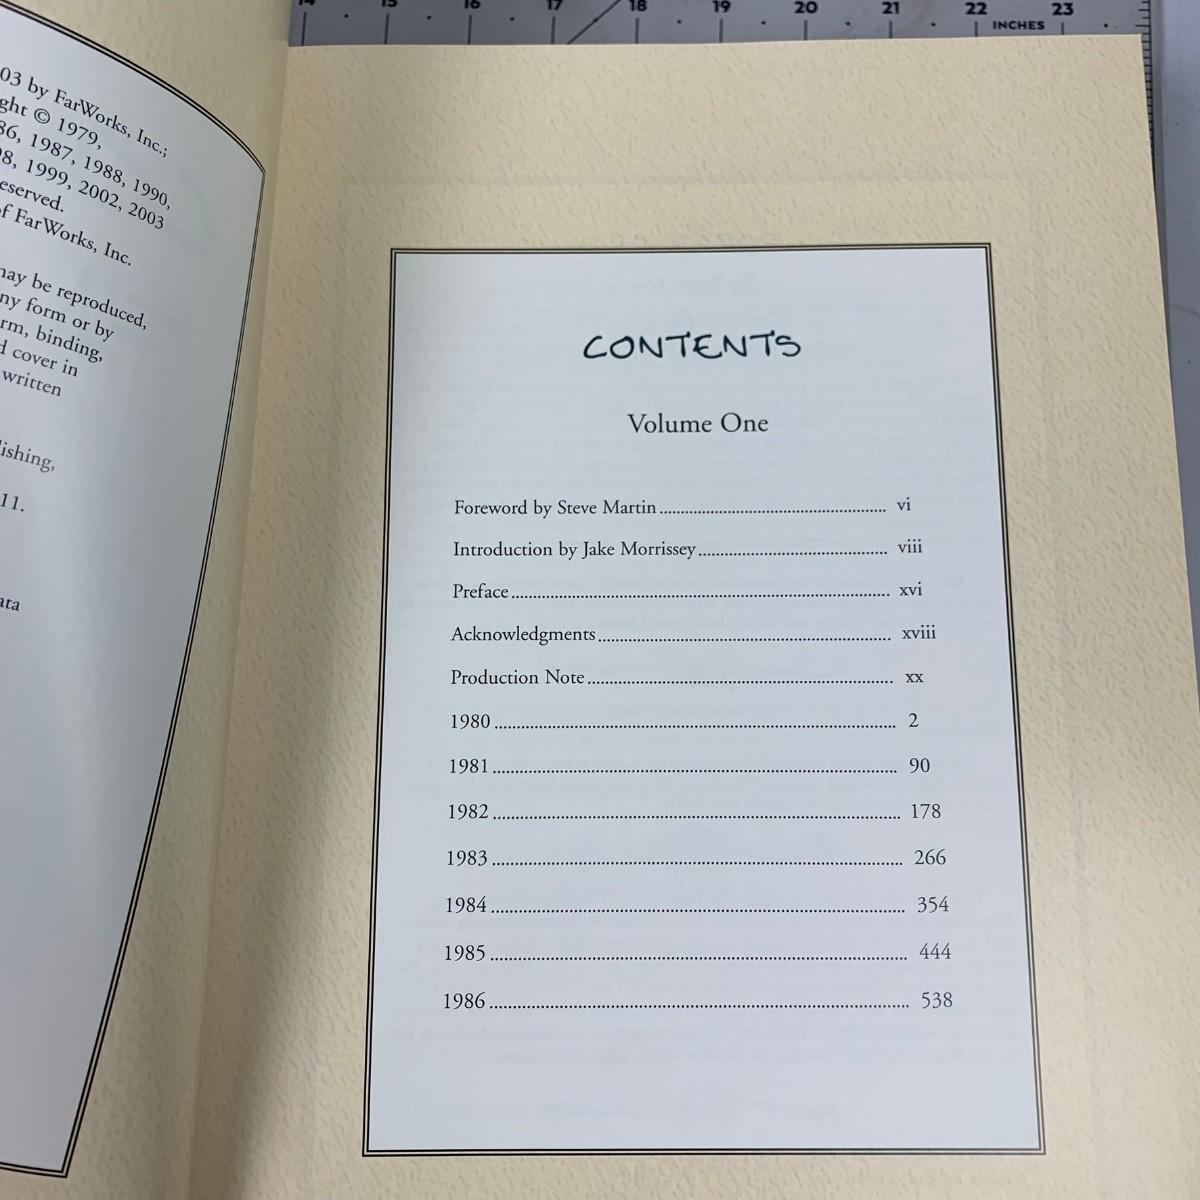 14 15 16 17 18 19 20 21 22 23
INCHES
03 by FarWorks, Inc.;
ght © 1979,
86, 1987, 1988, 1990,
98, 1999, 2002, 2003
eserved.
of FarWorks, Inc.
may be reproduced,
ny form or by
rm, binding,
d cover in
written
lishing,
11.
ata
CONTENTS
Volume One
Foreword by Steve Martin .......... vi
Introduction by Jake Morrissey .......... viii
Preface .......... xvi
Acknowledgments .......... xviii
Production Note .......... xx
1980 .......... 2
1981 .......... 90
1982 .......... 178
1983 .......... 266
1984 .......... 354
1985 .......... 444
1986 .......... 538